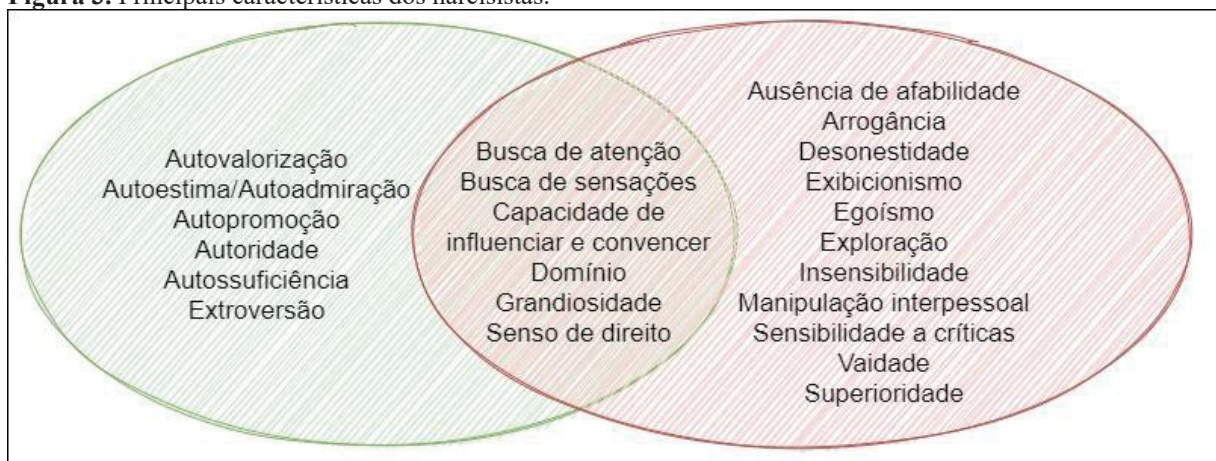 Figura 3. Principais características dos narcisistas.
Autovalorização
Autoestima/Autoadmiração
Autopromoção
Autoridade
Autossuficiência
Extroversão
Busca de atenção
Busca de sensações
Capacidade de
influenciar e convencer
Domínio
Grandiosidade
Senso de direito
Ausência de afabilidade
Arrogância
Desonestidade
Exibicionismo
Egoísmo
Exploração
Insensibilidade
Manipulação interpessoal
Sensibilidade a críticas
Vaidade
Superioridade